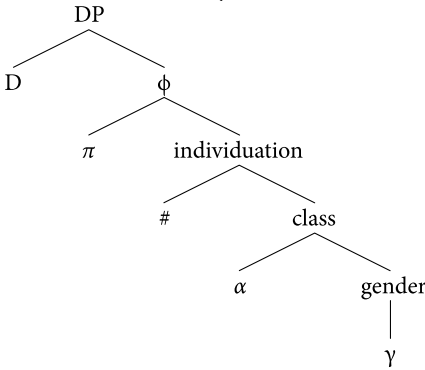 DP
D
ϕ
π
individuation
#
class
α
gender
γ